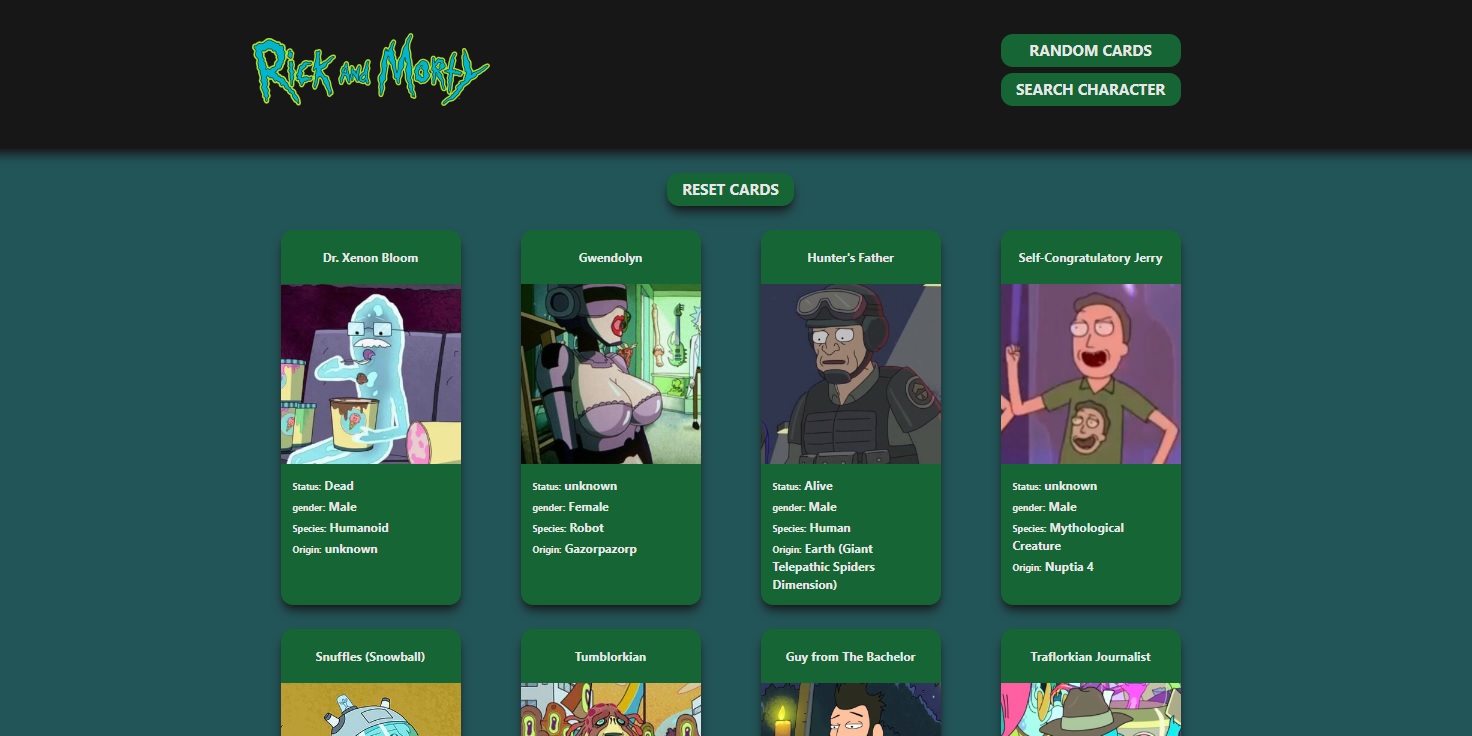 Rick and Morty
RANDOM CARDS
SEARCH CHARACTER
RESET CARDS
Dr. Xenon Bloom
Status: Dead
gender: Male
Species: Humanoid
Origin: unknown
Gwendolyn
Status: unknown
gender: Female
Species: Robot
Origin: Gazorpazorp
Hunter's Father
Status: Alive
gender: Male
Species: Human
Origin: Earth (Giant
Telepathic Spiders
Dimension)
Self-Congratulatory Jerry
Status: unknown
gender: Male
Species: Mythological
Creature
Origin: Nuptia 4
Snuffles (Snowball)
Tumblorkian
Guy from The Bachelor
Traflorkian Journalist